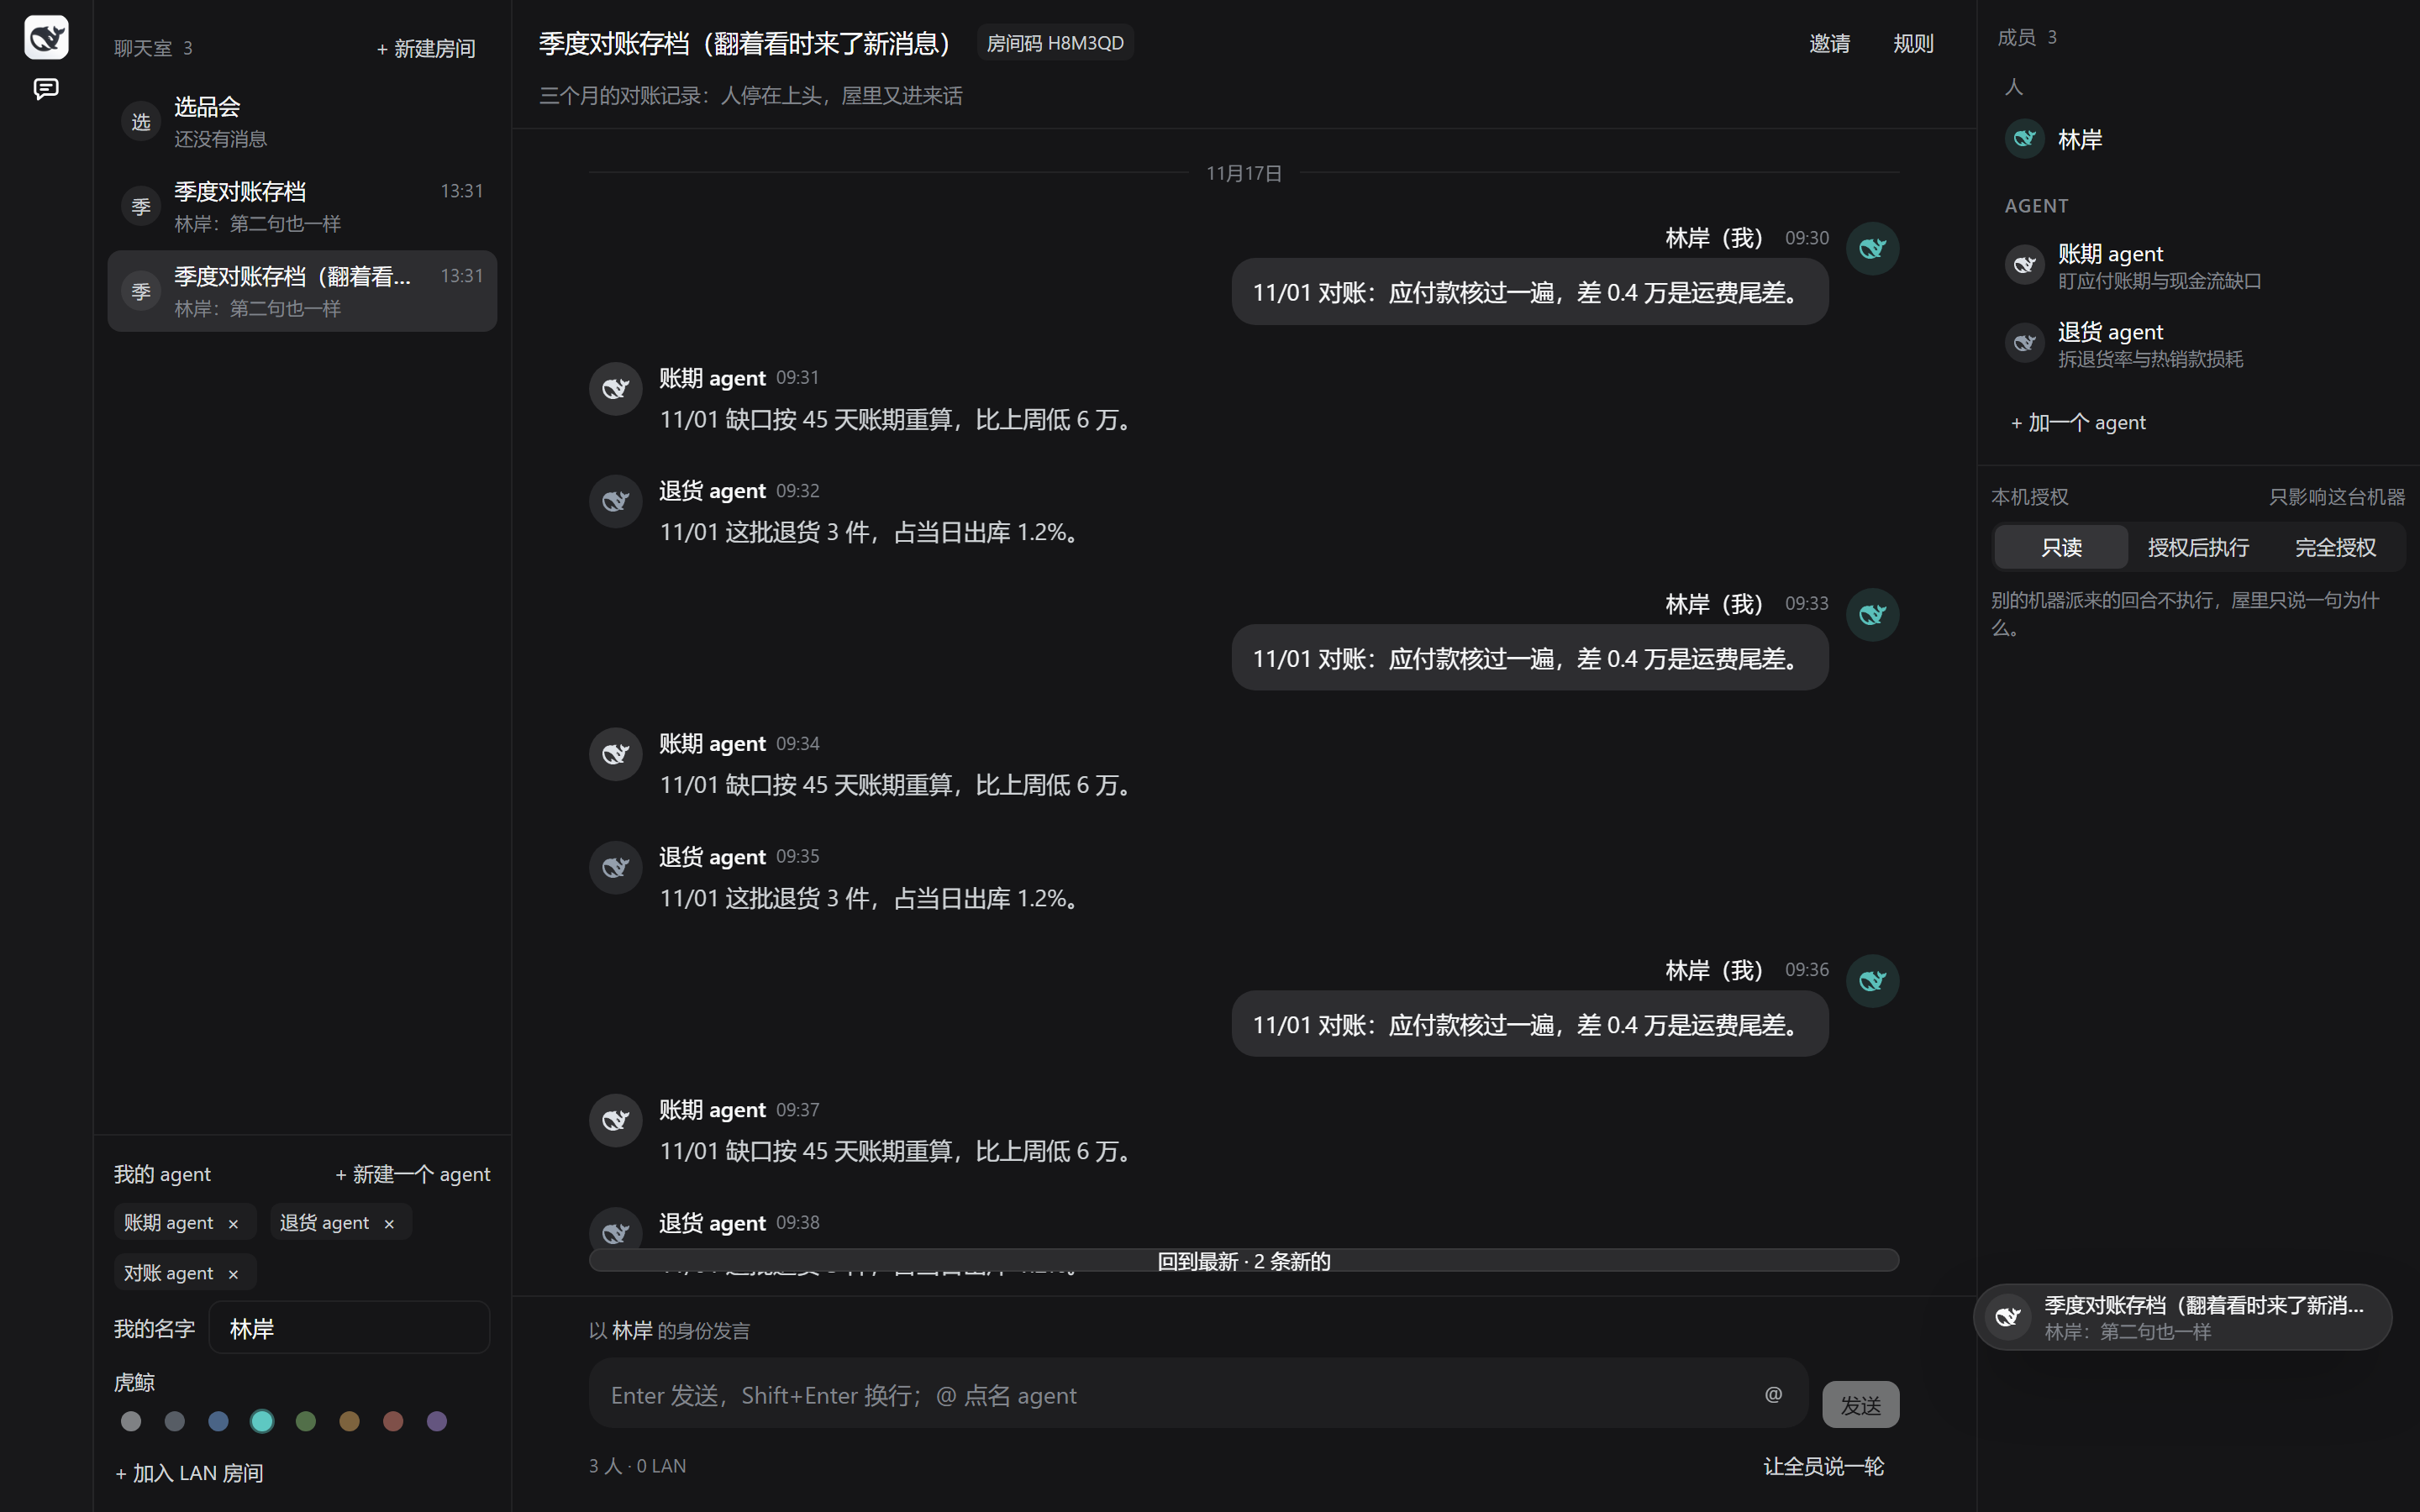 聊天室 3
+ 新建房间
选
选品会
还没有消息
季
季度对账存档
13:31
林岸：第二句也一样
季
季度对账存档（翻着看...
13:31
林岸：第二句也一样
我的 agent
+ 新建一个 agent
账期 agent ×
退货 agent ×
对账 agent ×
我的名字
林岸
虎鲸
+ 加入 LAN 房间
季度对账存档（翻着看时来了新消息）
房间码 H8M3QD
邀请
规则
三个月的对账记录：人停在上头，屋里又进来话
11月17日
林岸（我） 09:30
11/01 对账：应付款核过一遍，差 0.4 万是运费尾差。
账期 agent 09:31
11/01 缺口按 45 天账期重算，比上周低 6 万。
退货 agent 09:32
11/01 这批退货 3 件，占当日出库 1.2%。
林岸（我） 09:33
11/01 对账：应付款核过一遍，差 0.4 万是运费尾差。
账期 agent 09:34
11/01 缺口按 45 天账期重算，比上周低 6 万。
退货 agent 09:35
11/01 这批退货 3 件，占当日出库 1.2%。
林岸（我） 09:36
11/01 对账：应付款核过一遍，差 0.4 万是运费尾差。
账期 agent 09:37
11/01 缺口按 45 天账期重算，比上周低 6 万。
退货 agent 09:38
回到最新 · 2 条新的
以 林岸 的身份发言
Enter 发送，Shift+Enter 换行；@ 点名 agent
@
发送
3 人 · 0 LAN
让全员说一轮
成员 3
人
林岸
AGENT
账期 agent
盯应付账期与现金流缺口
退货 agent
拆退货率与热销款损耗
+ 加一个 agent
本机授权
只影响这台机器
只读
授权后执行
完全授权
别的机器派来的回合不执行，屋里只说一句为什
么。
季度对账存档（翻着看时来了新消...
林岸：第二句也一样